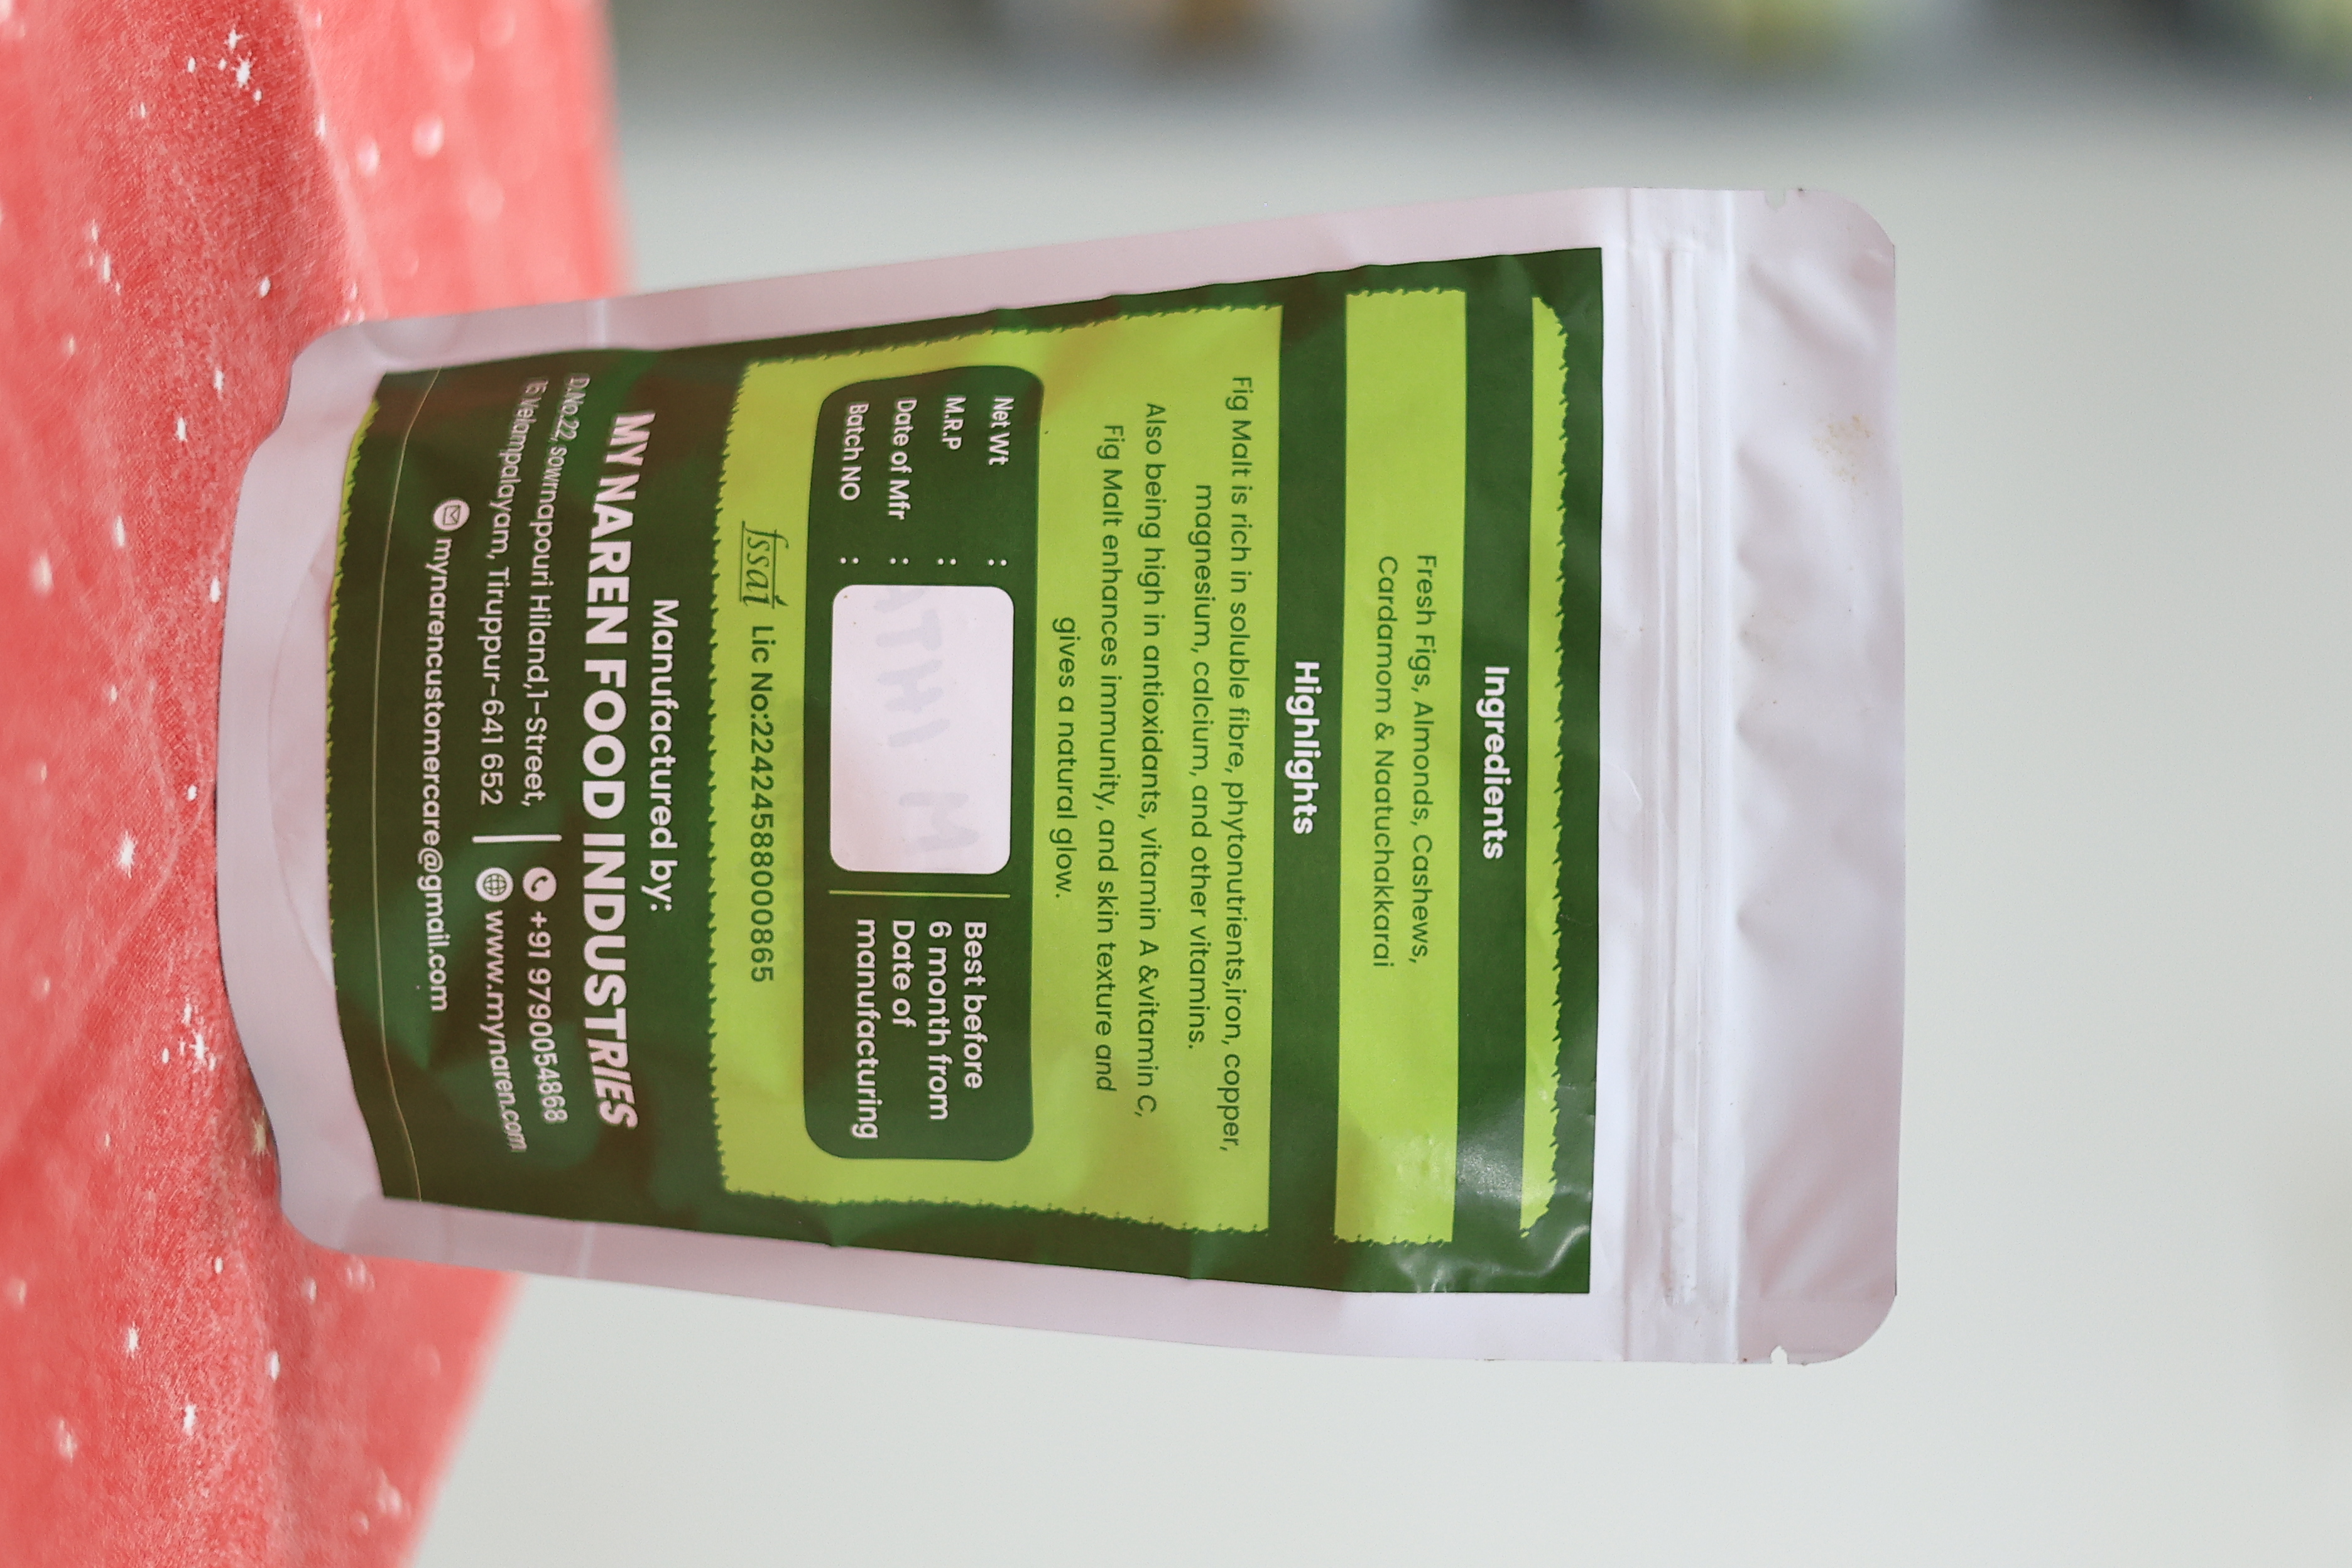 Ingredients
Fresh Figs, Almonds, Cashews,
Cardamom & Naatuchakkarai
Highlights
Fig Malt is rich in soluble fibre, phytonutrients,iron, copper,
magnesium, calcium, and other vitamins.
Also being high in antioxidants, vitamin A &vitamin C,
Fig Malt enhances immunity, and skin texture and
gives a natural glow.
Net Wt :
M.R.P :
Date of Mfr :
Batch NO :
Best before
6 month from
Date of
manufacturing
fssai Lic No:22424588000865
Manufactured by:
MYNAREN FOOD INDUSTRIES
D.No.22, Sowrnapouri Hiland,1-Street,
15 Velampalayam, Tiruppur-641 652
+91 9790054868
www.mynaren.com
mynarencustomercare@gmail.com